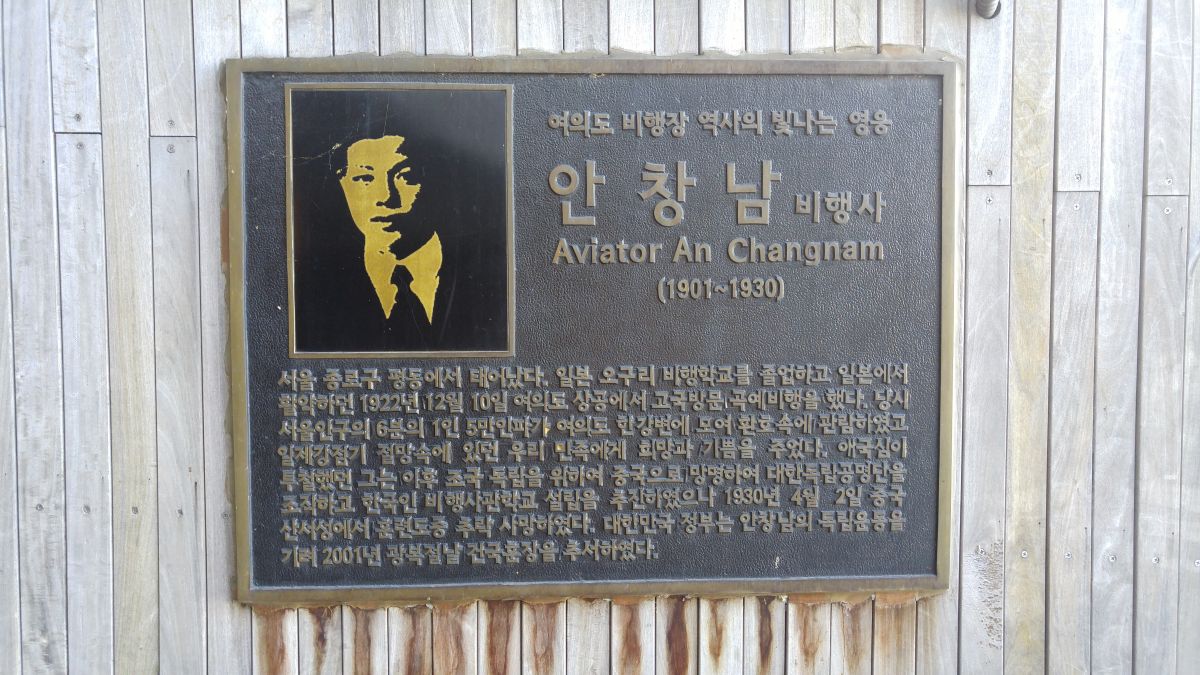 여의도 비행장 역사의 빛나는 영웅
안창남 비행사
Aviator An Changnam
(1901~1930)
서울 종로구 평동에서 태어났다. 일본 오구리 비행학교를 졸업하고 일본에서
활약하던 1922년 12월 10일 여의도 상공에서 고국방문 곡예비행을 했다. 당시
서울인구의 6분의 1인 5만인파가 여의도 한강변에 모여 환호속에 관람하였고
일제강점기 절망속에 있던 우리 민족에게 희망과 기쁨을 주었다. 애국심이
투철했던 그는 이후 조국 독립을 위하여 중국으로 망명하여 대한독립공명단을
조직하고 한국인 비행사관학교 설립을 추진하였으나 1930년 4월 2일 중국
산서성에서 훈련도중 추락 사망하였다. 대한민국 정부는 안창남의 독립운동을
기려 2001년 광복절날 건국훈장을 추서하였다.